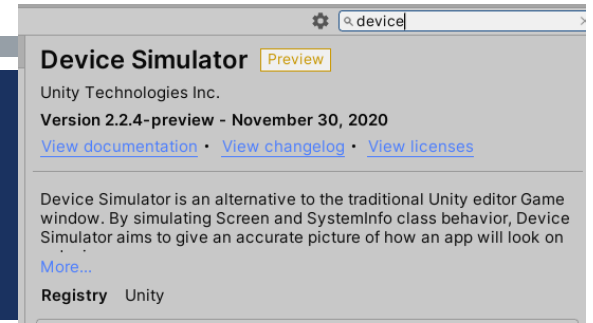 device
Device Simulator Preview
Unity Technologies Inc.
Version 2.2.4-preview - November 30, 2020
View documentation • View changelog • View licenses
Device Simulator is an alternative to the traditional Unity editor Game
window. By simulating Screen and SystemInfo class behavior, Device
Simulator aims to give an accurate picture of how an app will look on
More...
Registry Unity